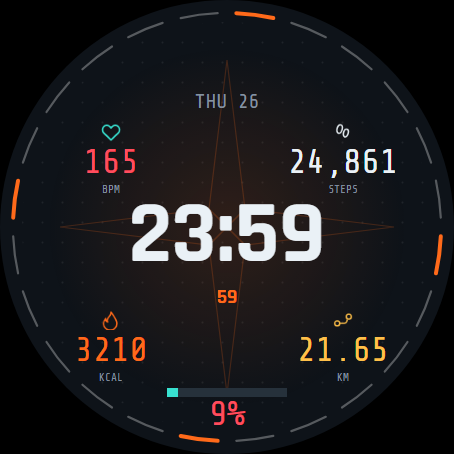 THU 26
165
BPM
24,861
STEPS
23:59
59
3210
KCAL
21.65
KM
9%